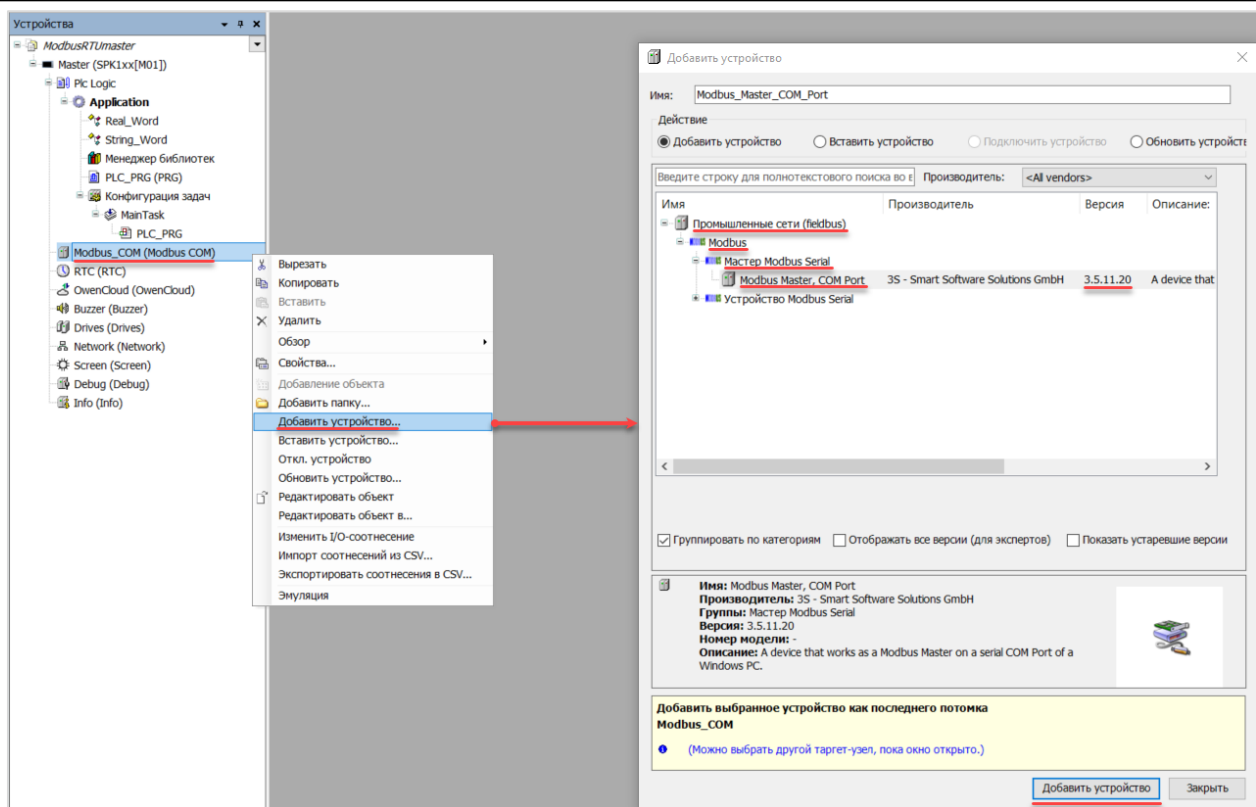 Устройства
ModbusRTUmaster
Master (SPK1xx[M01])
Plc Logic
Application
Real_Word
String_Word
Менеджер библиотек
PLC_PRG (PRG)
Конфигурация задач
MainTask
PLC_PRG
Modbus_COM (Modbus COM)
RTC (RTC)
OwenCloud (OwenCloud)
Buzzer (Buzzer)
Drives (Drives)
Network (Network)
Screen (Screen)
Debug (Debug)
Info (Info)
Вырезать
Копировать
Вставить
Удалить
Обзор
Свойства...
Добавление объекта
Добавить папку...
Добавить устройство...
Вставить устройство...
Откл. устройство
Обновить устройство...
Редактировать объект
Редактировать объект в...
Изменить I/O-соотнесение
Импорт соотнесений из CSV...
Экспортировать соотнесения в CSV...
Эмуляция
Добавить устройство
Имя: Modbus_Master_COM_Port
Действие
Добавить устройство Вставить устройство Подключить устройство Обновить устройств
Введите строку для полнотекстового поиска во в Производитель: <All vendors>
Имя Производитель Версия Описание:
Промышленные сети (fieldbus)
Modbus
Мастер Modbus Serial
Modbus Master, COM Port 3S - Smart Software Solutions GmbH 3.5.11.20 A device that
Устройство Modbus Serial
Группировать по категориям Отображать все версии (для экспертов) Показать устаревшие версии
Имя: Modbus Master, COM Port
Производитель: 3S - Smart Software Solutions GmbH
Группы: Мастер Modbus Serial
Версия: 3.5.11.20
Номер модели: -
Описание: A device that works as a Modbus Master on a serial COM Port of a
Windows PC.
Добавить выбранное устройство как последнего потомка
Modbus_COM
(Можно выбрать другой таргет-узел, пока окно открыто.)
Добавить устройство Закрыть